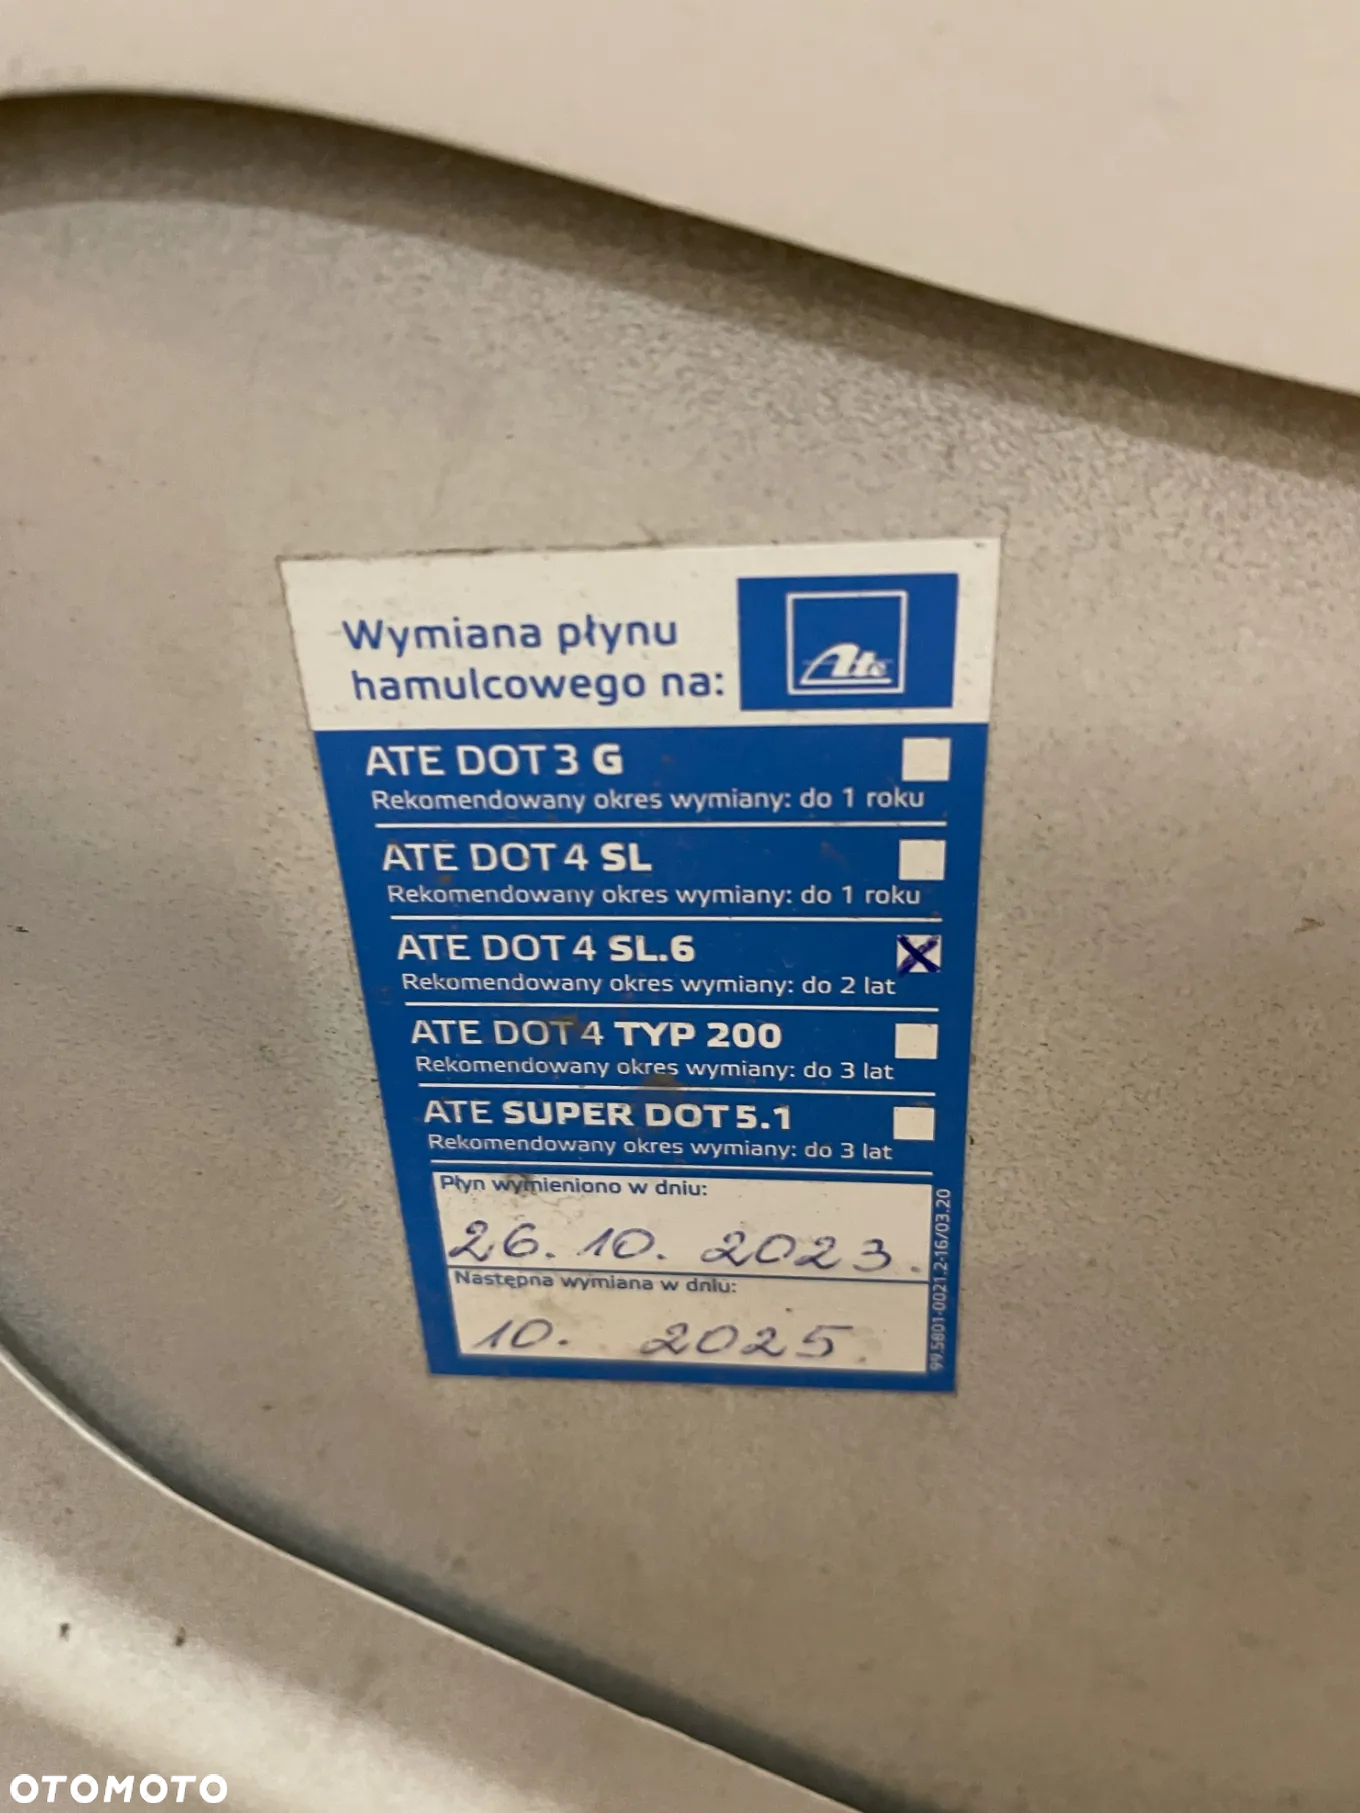 Wymiana płynu
hamulcowego na:
Ate
ATE DOT 3 G
Rekomendowany okres wymiany: do 1 roku
ATE DOT 4 SL
Rekomendowany okres wymiany: do 1 roku
ATE DOT 4 SL.6
Rekomendowany okres wymiany: do 2 lat
ATE DOT 4 TYP 200
Rekomendowany okres wymiany: do 3 lat
ATE SUPER DOT 5.1
Rekomendowany okres wymiany: do 3 lat
Płyn wymieniono w dniu:
26. 10. 2023.
Następna wymiana w dniu:
10. 2025.
99.5801-0021.2-16/03.20
OTOMOTO